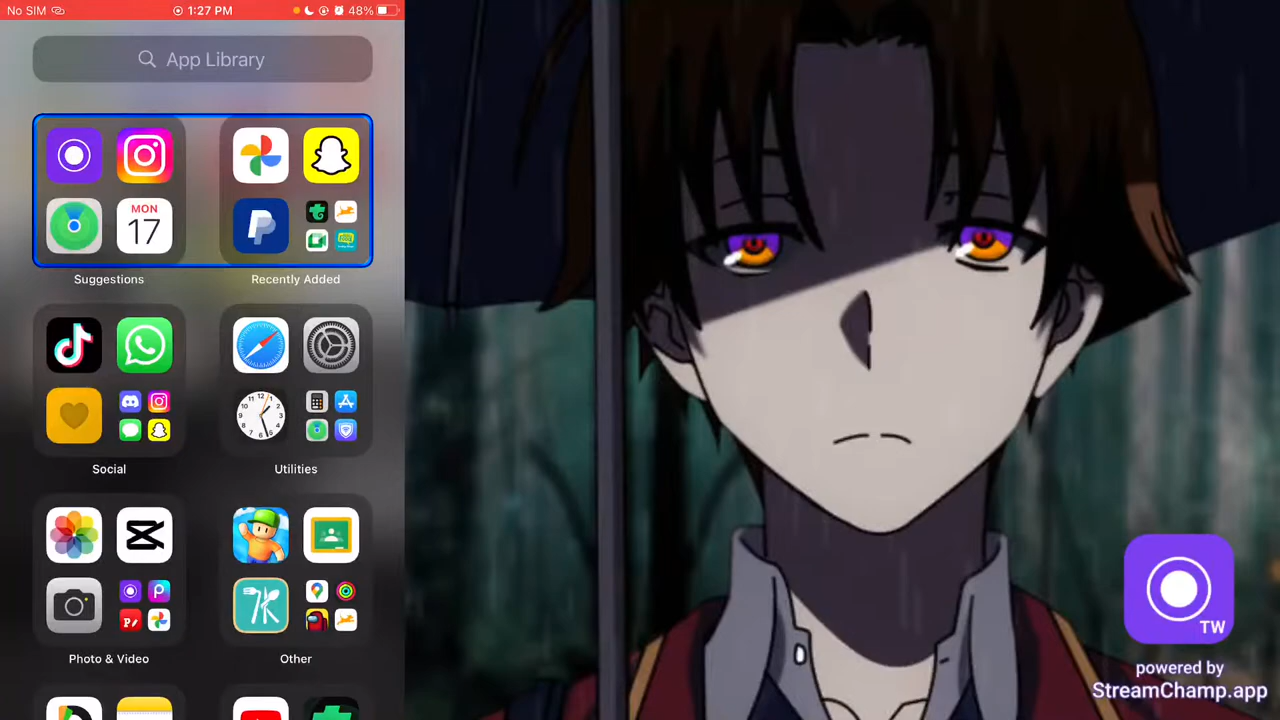 No SIM 1:27 PM 48%
App Library
MON
17
Suggestions Recently Added
Social Utilities
Photo & Video Other
TW
powered by
StreamChamp.app